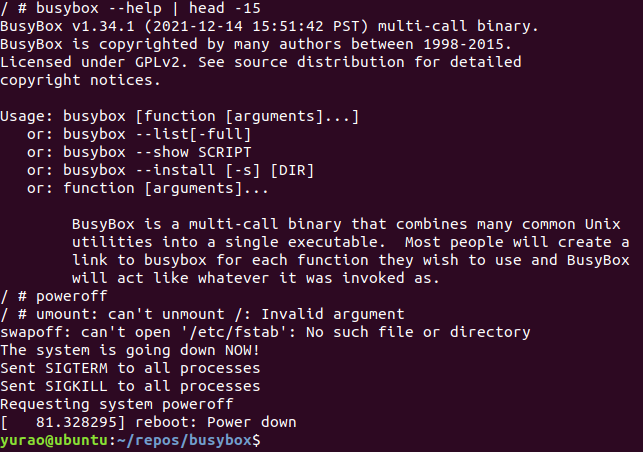 / # busybox --help | head -15
BusyBox v1.34.1 (2021-12-14 15:51:42 PST) multi-call binary.
BusyBox is copyrighted by many authors between 1998-2015.
Licensed under GPLv2. See source distribution for detailed
copyright notices.

Usage: busybox [function [arguments]...]
   or: busybox --list[-full]
   or: busybox --show SCRIPT
   or: busybox --install [-s] [DIR]
   or: function [arguments]...

        BusyBox is a multi-call binary that combines many common Unix
        utilities into a single executable.  Most people will create a
        link to busybox for each function they wish to use and BusyBox
        will act like whatever it was invoked as.
/ # poweroff
/ # umount: can't unmount /: Invalid argument
swapoff: can't open '/etc/fstab': No such file or directory
The system is going down NOW!
Sent SIGTERM to all processes
Sent SIGKILL to all processes
Requesting system poweroff
[   81.328295] reboot: Power down
yurao@ubuntu:~/repos/busybox$